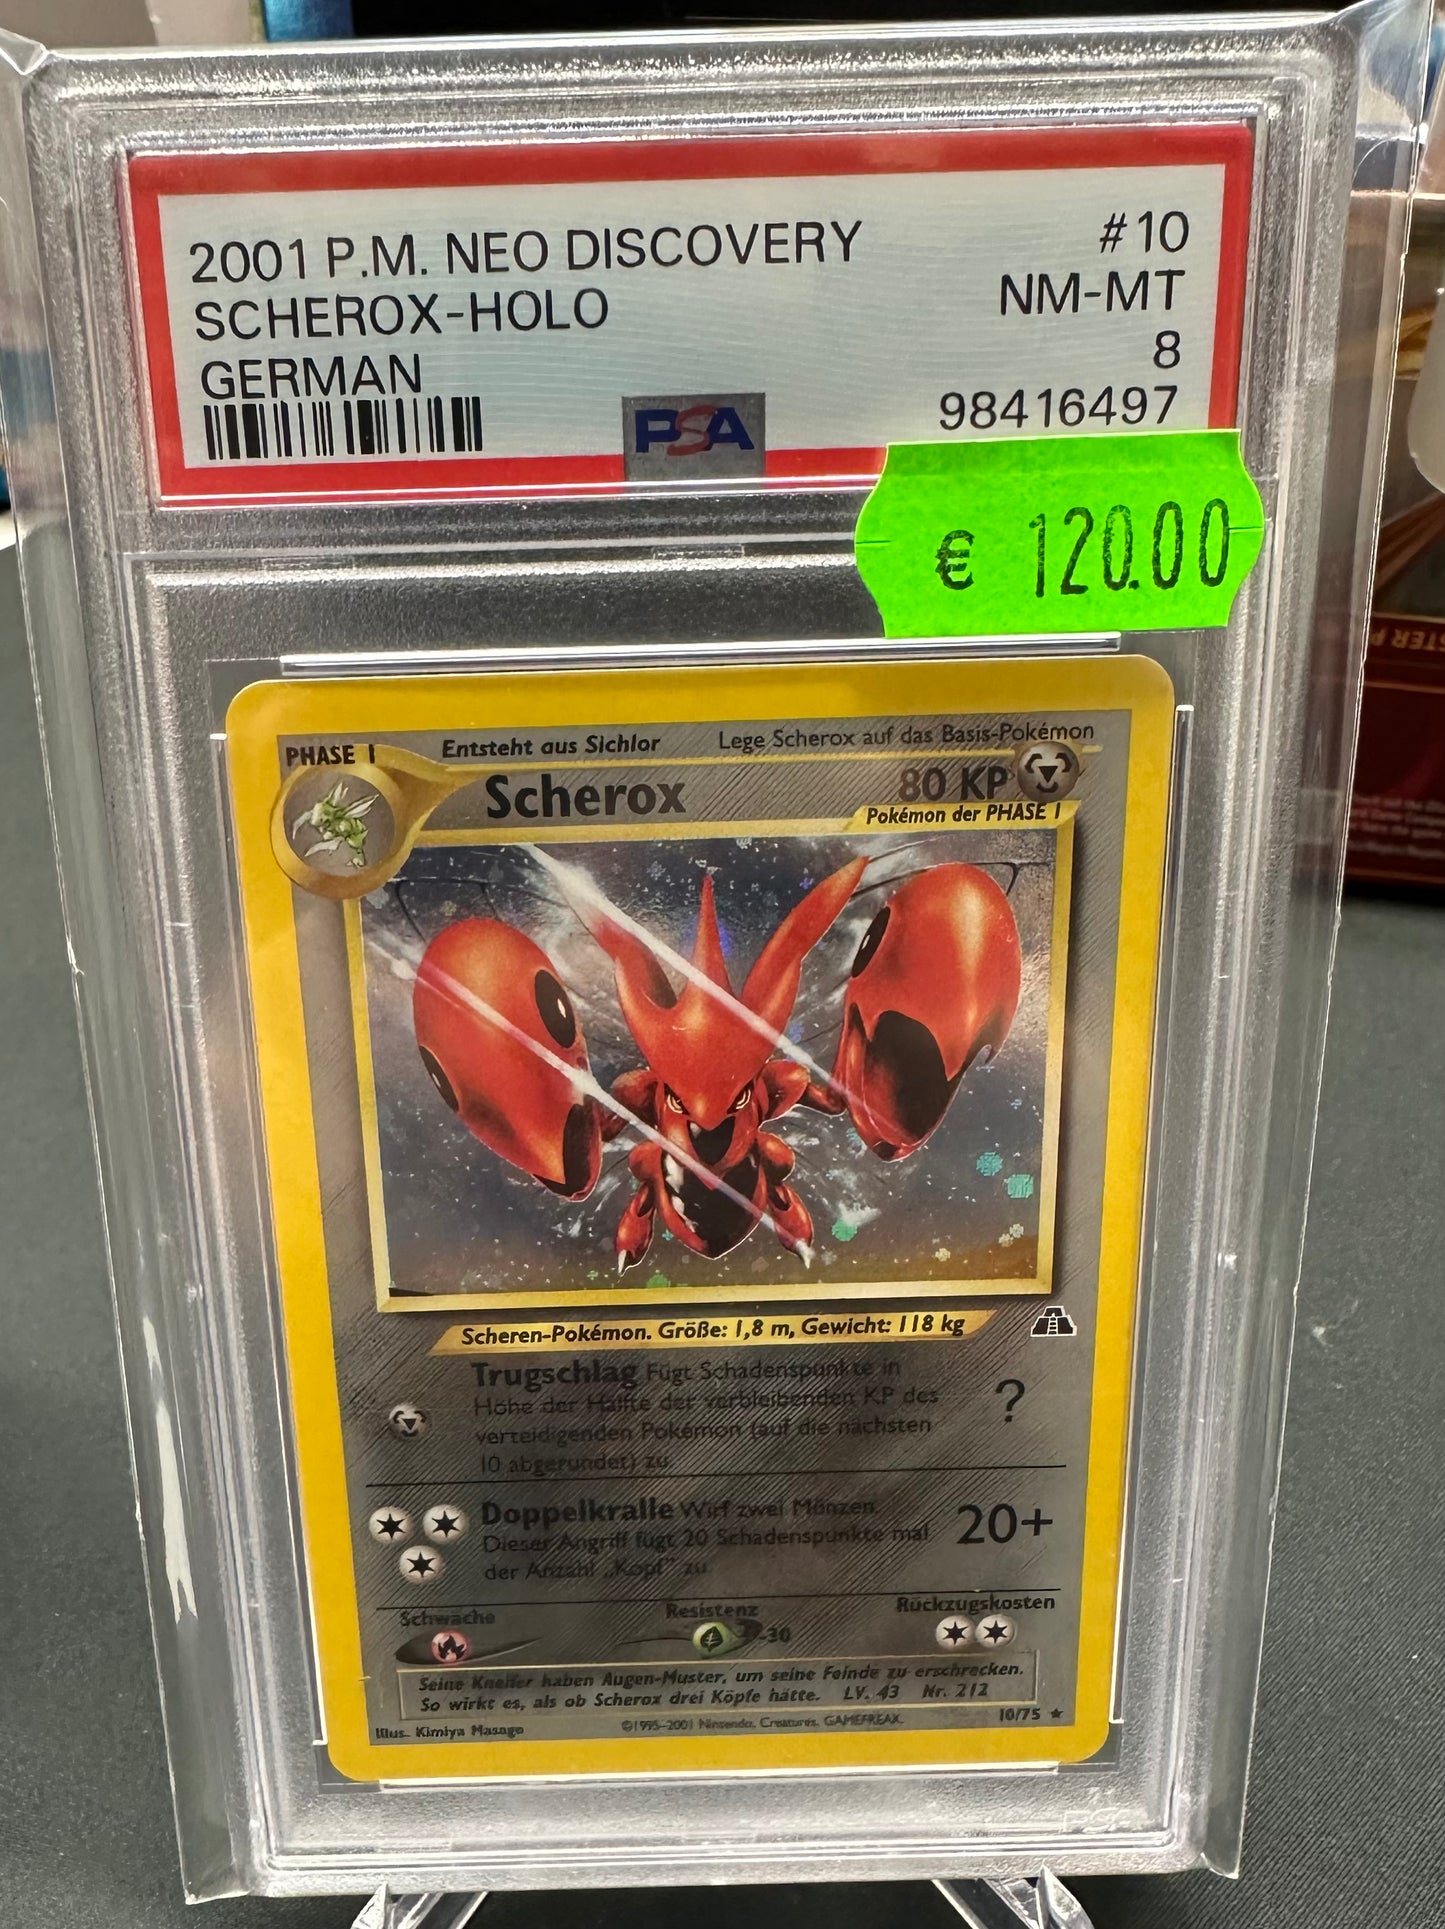 2001 P.M. NEO DISCOVERY #10
SCHEROX-HOLO NM-MT
GERMAN 8
PSA 98416497
€ 120.00
PHASE 1 Entsteht aus Sichlor Lege Scherox auf das Basis-Pokémon
Scherox 80 KP
Pokémon der PHASE 1
Scheren-Pokémon. Größe: 1,8 m, Gewicht: 118 kg
Trugschlag Fügt Schadenspunkte in
Höhe der Hälfte der verbleibenden KP des
verteidigenden Pokémon (auf die nächsten
10 abgerundet) zu.
?
Doppelkralle Wirf zwei Münzen.
Dieser Angriff fügt 20 Schadenspunkte mal
der Anzahl „Kopf" zu.
20+
Schwäche Resistenz Rückzugskosten
-30
Seine Kneifer haben Augen-Muster, um seine Feinde zu erschrecken.
So wirkt es, als ob Scherox drei Köpfe hätte. LV. 43 Nr. 212
Illus. Kimiya Masago ©1995-2001 Nintendo, Creatures, GAMEFREAK. 10/75